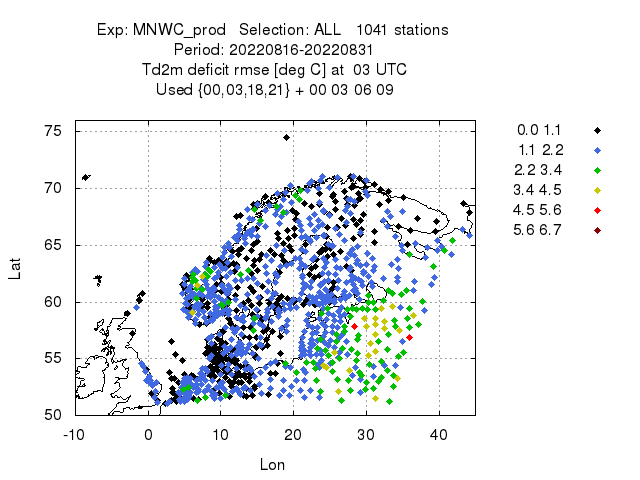 Exp: MNWC_prod Selection: ALL 1041 stations
Period: 20220816-20220831
Td2m deficit rmse [deg C] at 03 UTC
Used {00,03,18,21} + 00 03 06 09
0.0 1.1
1.1 2.2
2.2 3.4
3.4 4.5
4.5 5.6
5.6 6.7
75
70
65
60
55
50
Lat
-10 0 10 20 30 40
Lon